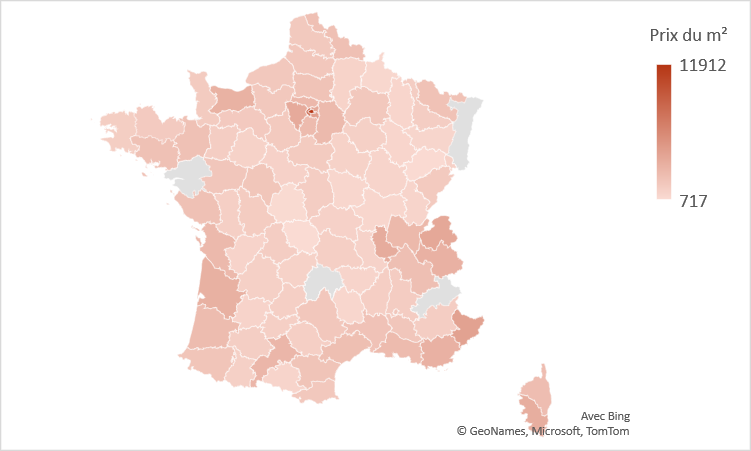 Prix du m²
11912
717
Avec Bing
© GeoNames, Microsoft, TomTom